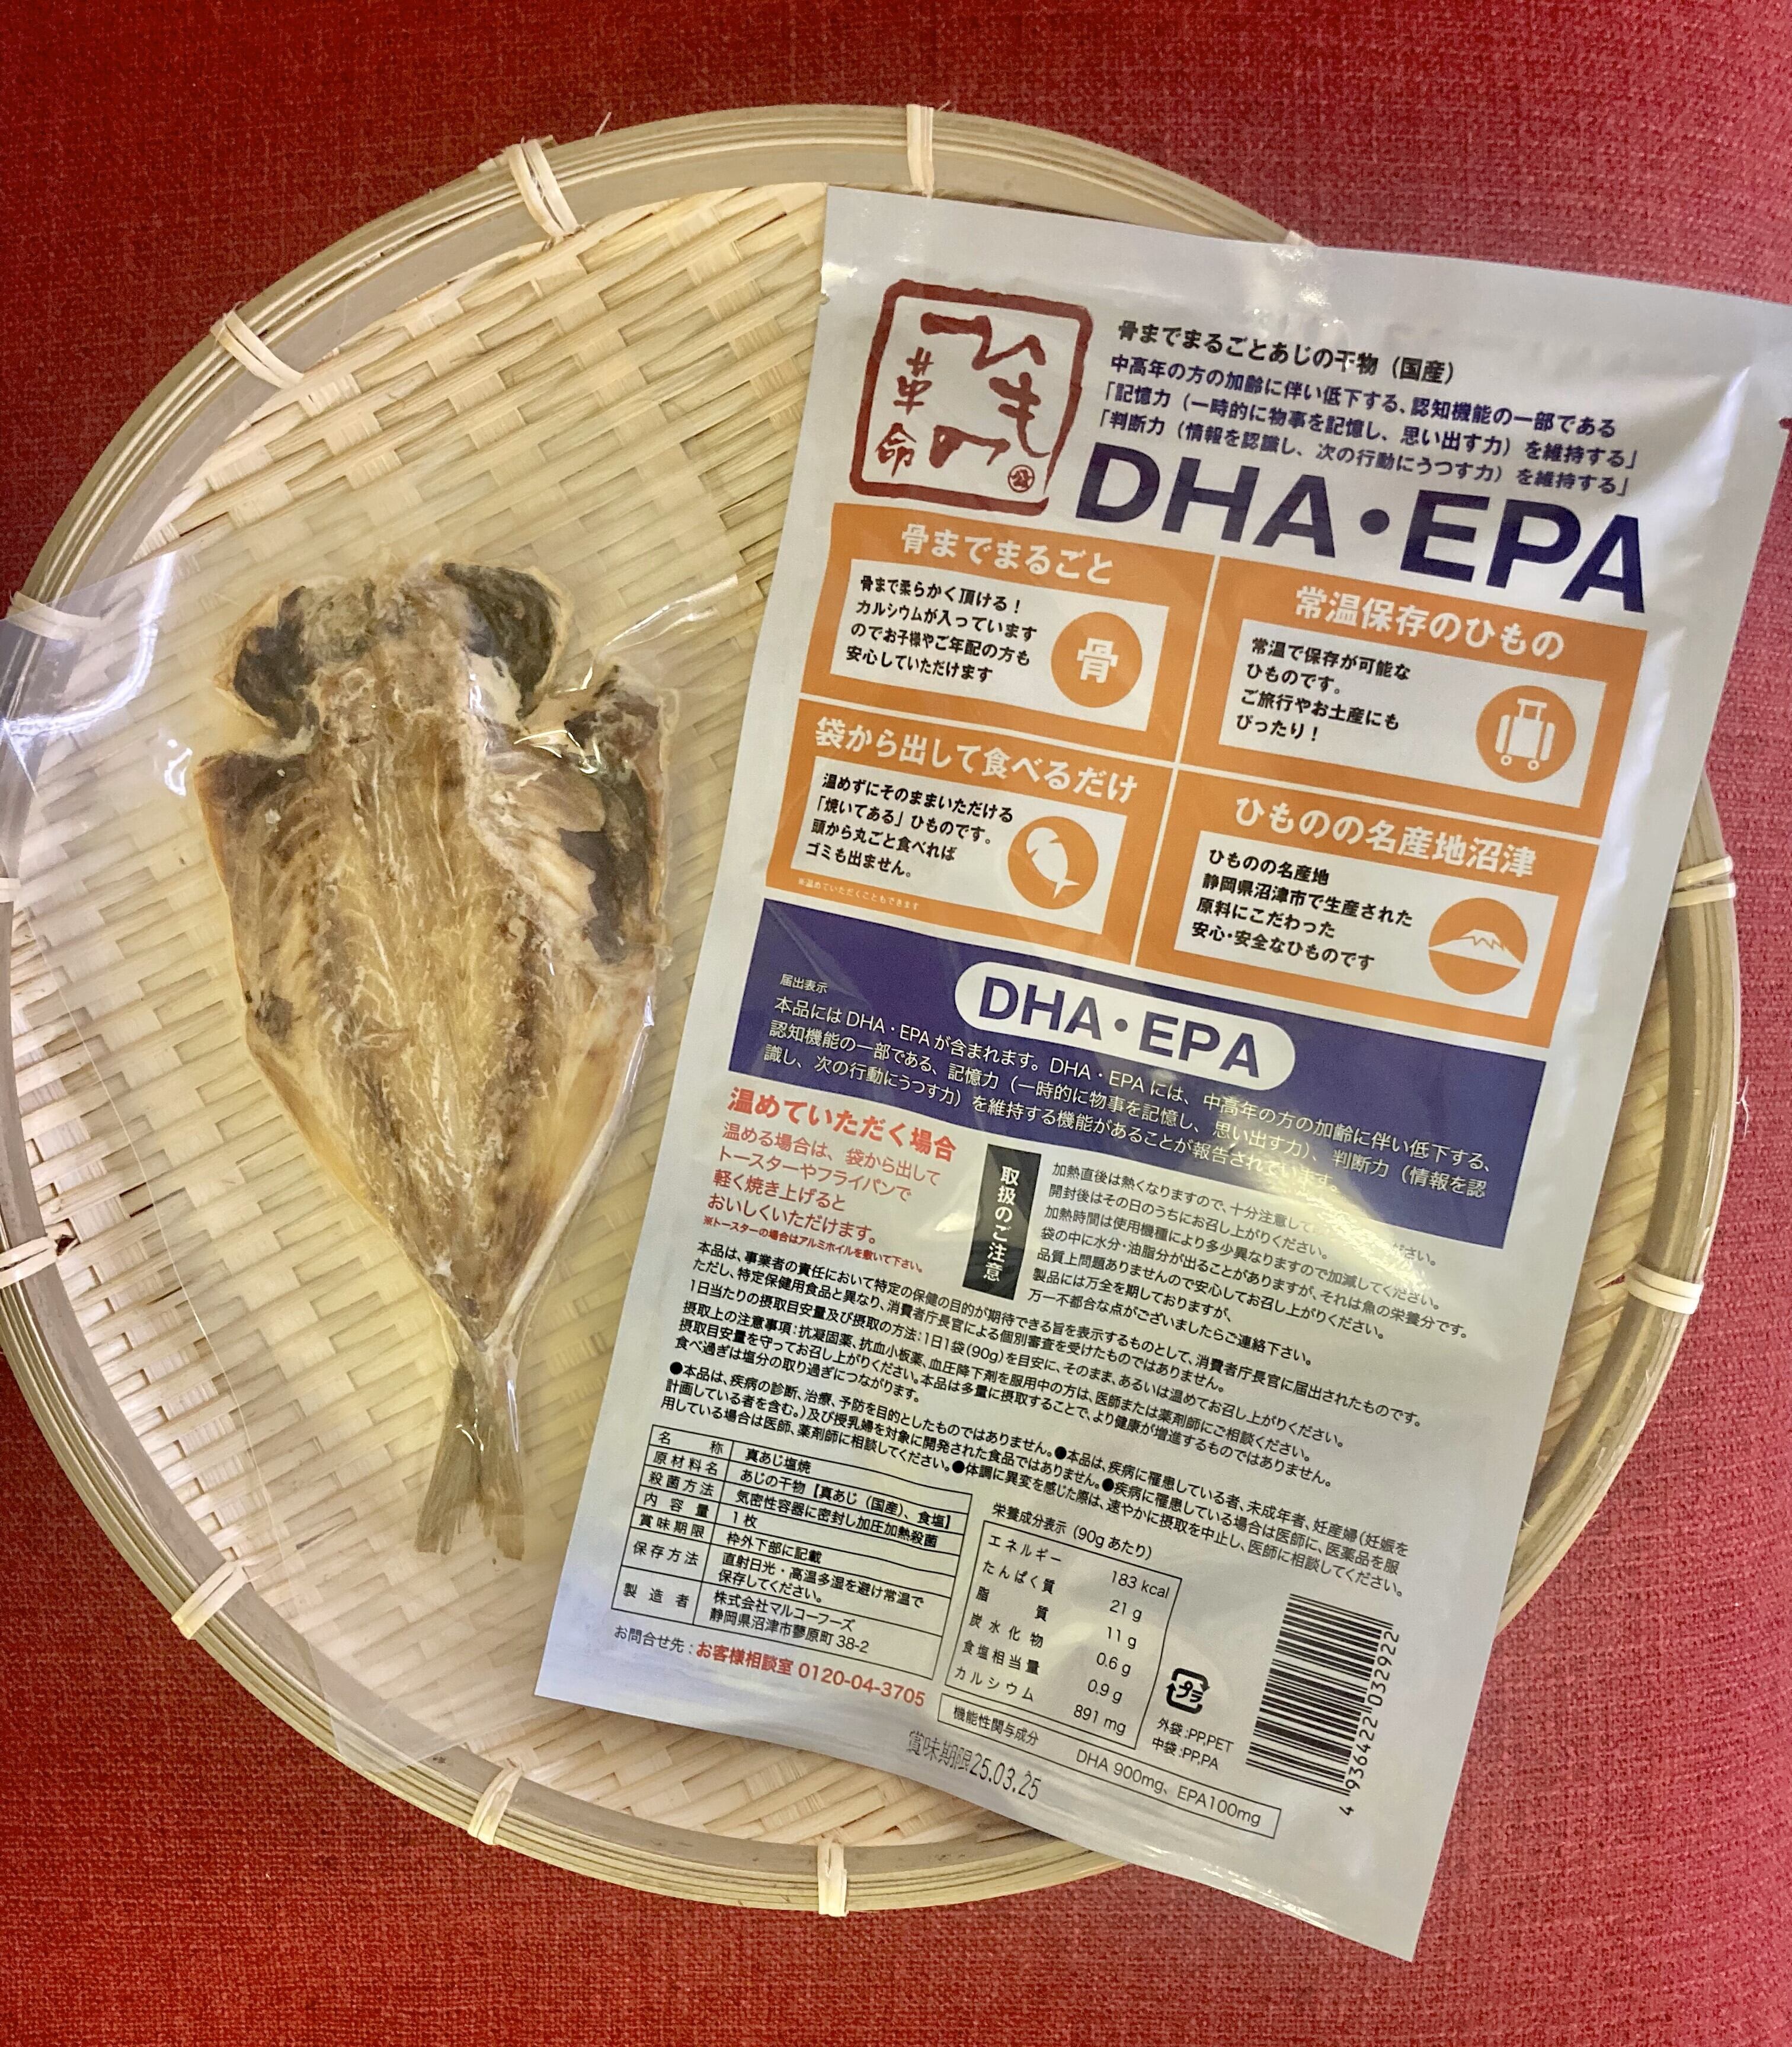 ひもの
革命
骨までまるごとあじの干物（国産）
中高年の方の加齢に伴い低下する、認知機能の一部である
「記憶力（一時的に物事を記憶し、思い出す力）を維持する」
「判断力（情報を認識し、次の行動にうつす力）を維持する」
DHA・EPA
骨までまるごと
骨まで柔らかく頂ける！
カルシウムが入っています
のでお子様やご年配の方も
安心していただけます
骨
常温保存のひもの
常温で保存が可能な
ひものです。
ご旅行やお土産にも
ぴったり！
袋から出して食べるだけ
温めずにそのままいただける
「焼いてある」ひものです。
頭から丸ごと食べれば
ゴミも出ません。
※温めていただくこともできます
ひものの名産地沼津
ひものの名産地
静岡県沼津市で生産された
原料にこだわった
安心・安全なひものです
DHA・EPA
届出表示
本品には DHA・EPA が含まれます。DHA・EPA には、中高年の方の加齢に伴い低下する、
認知機能の一部である、記憶力（一時的に物事を記憶し、思い出す力）、判断力（情報を認
識し、次の行動にうつす力）を維持する機能があることが報告されています。
温めていただく場合
温める場合は、袋から出して
トースターやフライパンで
軽く焼き上げると
おいしくいただけます。
※トースターの場合はアルミホイルを敷いて下さい。
取扱のご注意
加熱直後は熱くなりますので、十分注意して ださい。
開封後はその日のうちにお召し上がりください。
加熱時間は使用機種により多少異なりますので加減してください。
袋の中に水分・油脂分が出ることがありますが、それは魚の栄養分です。
品質上問題ありませんので安心してお召し上がりください。
製品には万全を期しておりますが、
万一不都合な点がございましたらご連絡下さい。
本品は、事業者の責任において特定の保健の目的が期待できる旨を表示するものとして、消費者庁長官に届出されたものです。
ただし、特定保健用食品と異なり、消費者庁長官による個別審査を受けたものではありません。
1日当たりの摂取目安量及び摂取の方法：1日1袋(90g)を目安に、そのまま、あるいは温めてお召し上がりください。
摂取上の注意事項：抗凝固薬、抗血小板薬、血圧降下剤を服用中の方は、医師または薬剤師にご相談ください。
摂取目安量を守ってお召し上がりください。本品は多量に摂取することで、より健康が増進するものではありません。
食べ過ぎは塩分の取り過ぎにつながります。
●本品は、疾病の診断、治療、予防を目的としたものではありません。●本品は、疾病に罹患している者、未成年者、妊産婦（妊娠を
計画している者を含む。）及び授乳婦を対象に開発された食品ではありません。●疾病に罹患している場合は医師に、医薬品を服
用している場合は医師、薬剤師に相談してください。●体調に異変を感じた際は、速やかに摂取を中止し、医師に相談してください。
名称 真あじ塩焼
原材料名 あじの干物【真あじ（国産）、食塩】
殺菌方法 気密性容器に密封し加圧加熱殺菌
内容量 1 枚
賞味期限 枠外下部に記載
保存方法 直射日光・高温多湿を避け常温で
保存してください。
製造者 株式会社マルコーフーズ
静岡県沼津市蓼原町 38-2
お問合せ先：お客様相談室 0120-04-3705
栄養成分表示（90g あたり）
エネルギー 183 kcal
たんぱく質 21 g
脂質 11 g
炭水化物 0.6 g
食塩相当量 0.9 g
カルシウム 891 mg
機能性関与成分 DHA 900mg、EPA100mg
プラ
外袋:PP,PET
中袋:PP,PA
4 936422 032922
賞味期限25.03.25